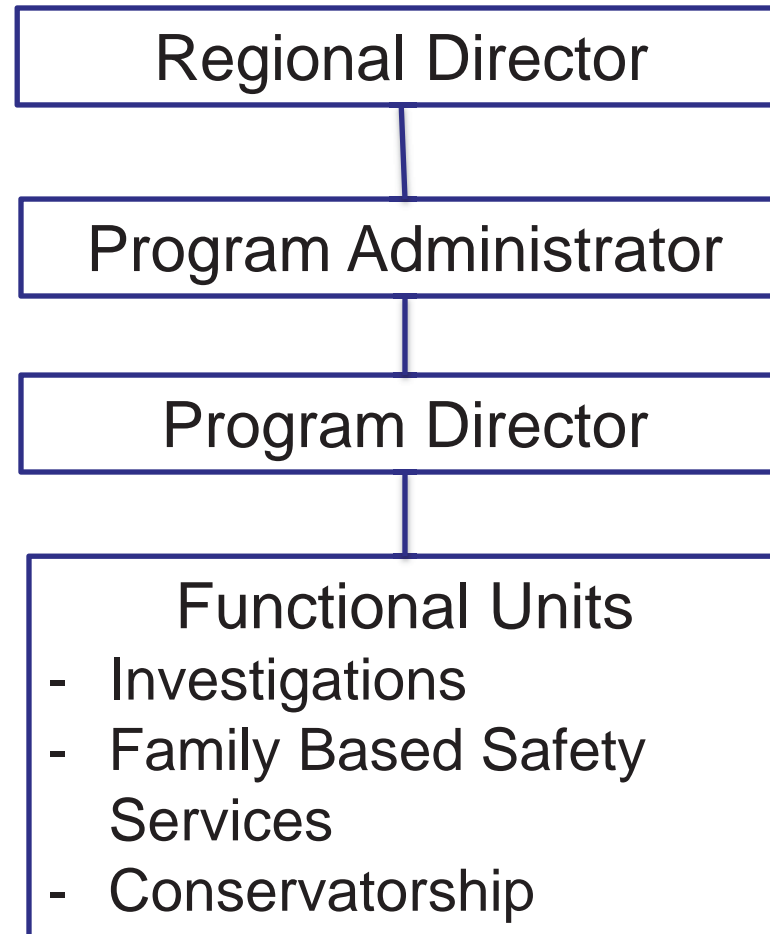 Regional Director
Program Administrator
Program Director
Functional Units
- Investigations
- Family Based Safety
Services
- Conservatorship